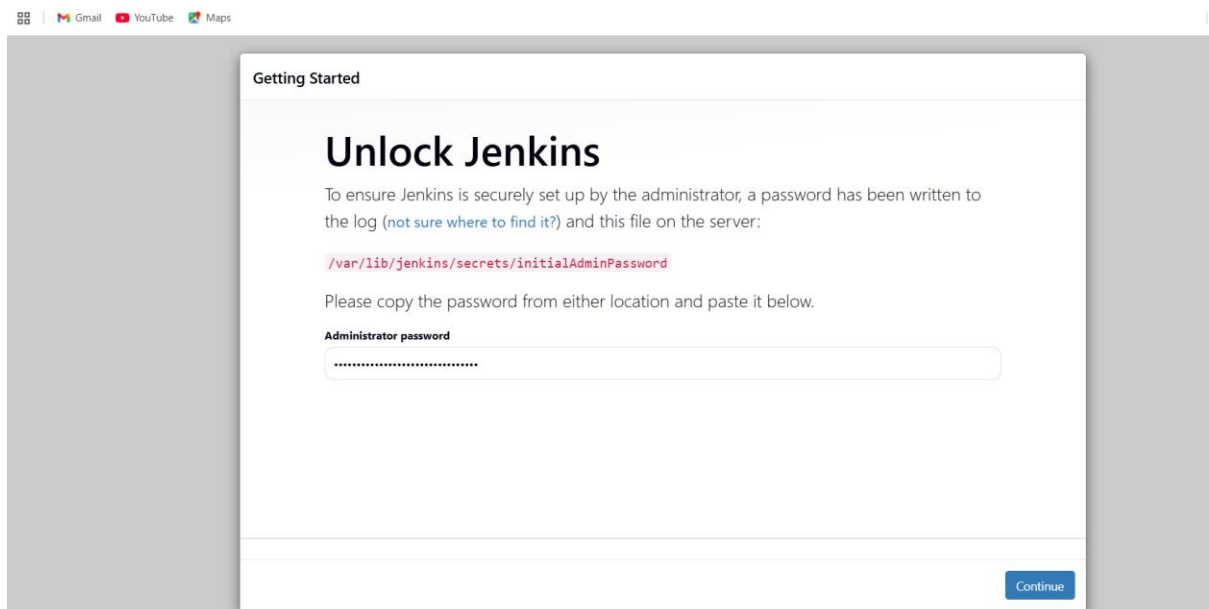 Gmail YouTube Maps
Getting Started
Unlock Jenkins
To ensure Jenkins is securely set up by the administrator, a password has been written to
the log (not sure where to find it?) and this file on the server:
/var/lib/jenkins/secrets/initialAdminPassword
Please copy the password from either location and paste it below.
Administrator password
••••••••••••••••••••••••••••••••
Continue